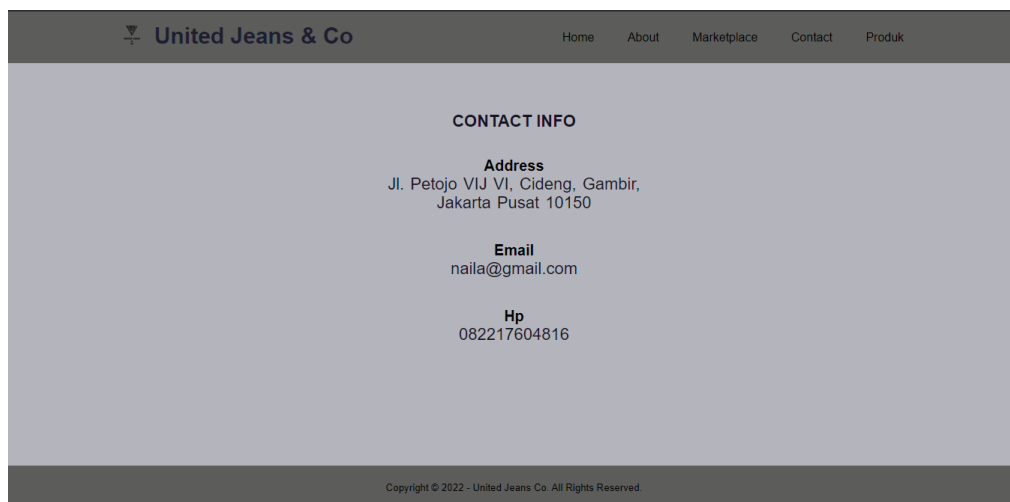 United Jeans & Co
Home About Marketplace Contact Produk
CONTACT INFO
Address
Jl. Petojo VIJ VI, Cideng, Gambir,
Jakarta Pusat 10150
Email
naila@gmail.com
Hp
082217604816
Copyright © 2022 - United Jeans Co. All Rights Reserved.